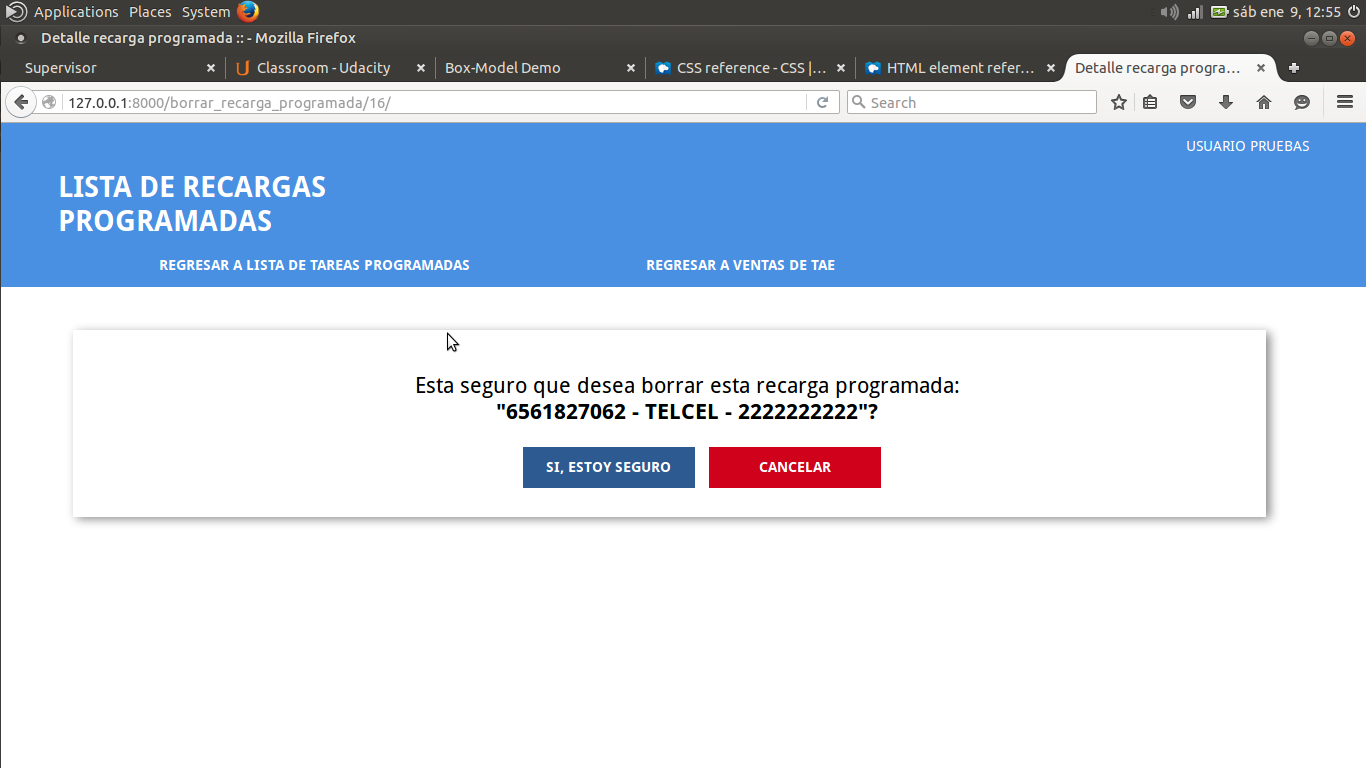 Applications Places System sáb ene 9, 12:55
Detalle recarga programada :: - Mozilla Firefox
Supervisor Classroom - Udacity Box-Model Demo CSS reference - CSS |... HTML element refer... Detalle recarga progra...
127.0.0.1:8000/borrar_recarga_programada/16/ Search
USUARIO PRUEBAS
LISTA DE RECARGAS
PROGRAMADAS
REGRESAR A LISTA DE TAREAS PROGRAMADAS REGRESAR A VENTAS DE TAE
Esta seguro que desea borrar esta recarga programada:
"6561827062 - TELCEL - 2222222222"?
SI, ESTOY SEGURO CANCELAR